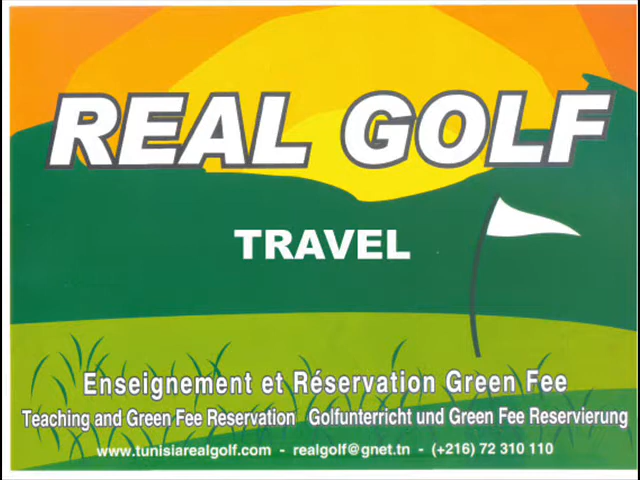 REAL GOLF
TRAVEL
Enseignement et Réservation Green Fee
Teaching and Green Fee Reservation Golfunterricht und Green Fee Reservierung
www.tunisiarealgolf.com - realgolf@gnet.tn - (+216) 72 310 110